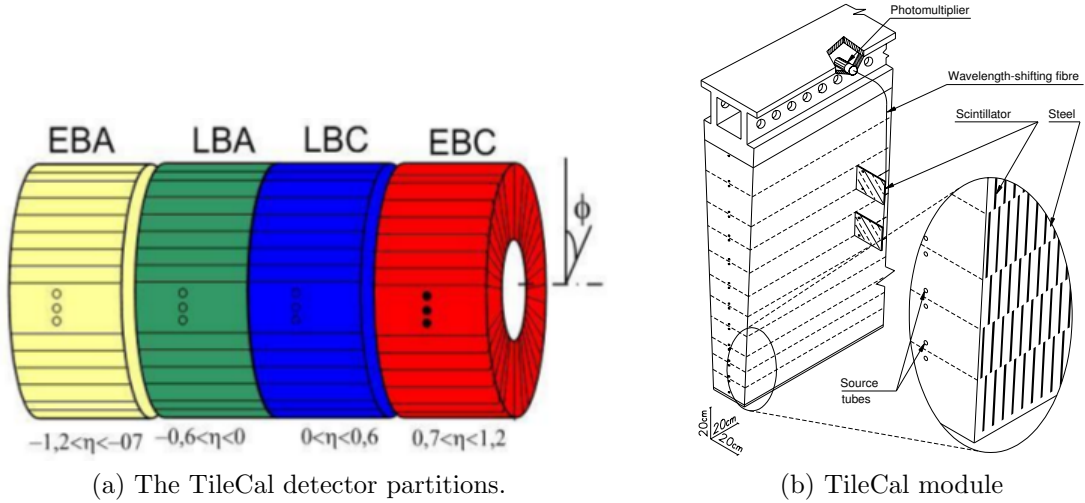 EBA
LBA
LBC
EBC
ϕ
−1,2<η<−07
−0,6<η<0
0<η<0,6
0,7<η<1,2
(a) The TileCal detector partitions.
Photomultiplier
Wavelength-shifting fibre
Scintillator
Steel
Source
tubes
20cm
20cm
20cm
(b) TileCal module